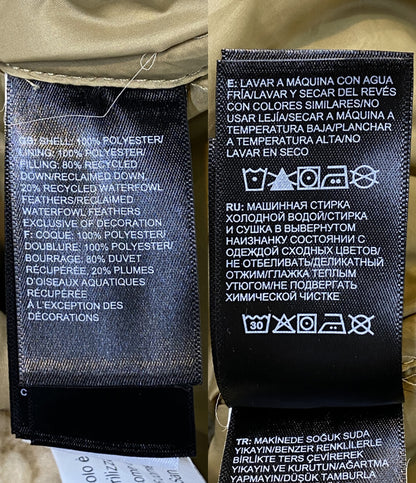 GB: SHELL: 100% POLYESTER/
LINING: 100% POLYESTER/
FILLING: 80% RECYCLED
DOWN/RECLAIMED DOWN,
20% RECYCLED WATERFOWL
FEATHERS/RECLAIMED
WATERFOWL FEATHERS
EXCLUSIVE OF DECORATION
F: COQUE: 100% POLYESTER/
DOUBLURE: 100% POLYESTER/
BOURRAGE: 80% DUVET
RÉCUPÉRÉE, 20% PLUMES
D'OISEAUX AQUATIQUES
RÉCUPÉRÉE
À L'EXCEPTION DES
DÉCORATIONS
C
olo è
E: LAVAR A MÁQUINA CON AGUA
FRÍA/LAVAR Y SECAR DEL REVÉS
CON COLORES SIMILARES/NO
USAR LEJÍA/SECAR A MÁQUINA A
TEMPERATURA BAJA/PLANCHAR
A TEMPERATURA ALTA/NO
LAVAR EN SECO
RU: МАШИННАЯ СТИРКА
ХОЛОДНОЙ ВОДОЙ/СТИРКА
И СУШКА В ВЫВЕРНУТОМ
НАИЗНАНКУ СОСТОЯНИИ С
ОДЕЖДОЙ СХОДНЫХ ЦВЕТОВ/
НЕ ОТБЕЛИВАТЬ/ДЕЛИКАТНЫЙ
ОТЖИМ/ГЛАЖКА ТЕПЛЫМ
УТЮГОМ/НЕ ПОДВЕРГАТЬ
ХИМИЧЕСКОЙ ЧИСТКЕ
30
TR: MAKİNEDE SOĞUK SUDA
YIKAYIN/BENZER RENKLİLERLE
BİRLİKTE TERS ÇEVİREREK
YIKAYIN VE KURUTUN/AĞARTMA
YAPMAYIN/DÜŞÜK TAMBURLA